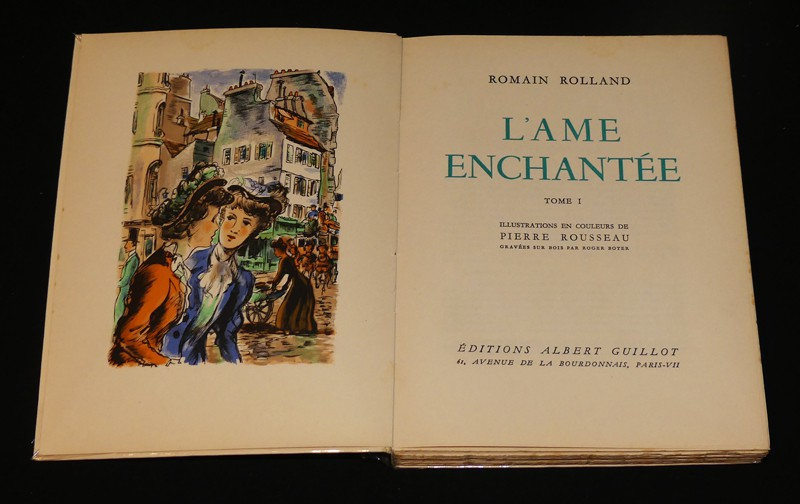 ROMAIN ROLLAND
L'AME
ENCHANTÉE
TOME I
ILLUSTRATIONS EN COULEURS DE
PIERRE ROUSSEAU
GRAVÉES SUR BOIS PAR ROGER BOYER
ÉDITIONS ALBERT GUILLOT
61, AVENUE DE LA BOURDONNAIS, PARIS-VII